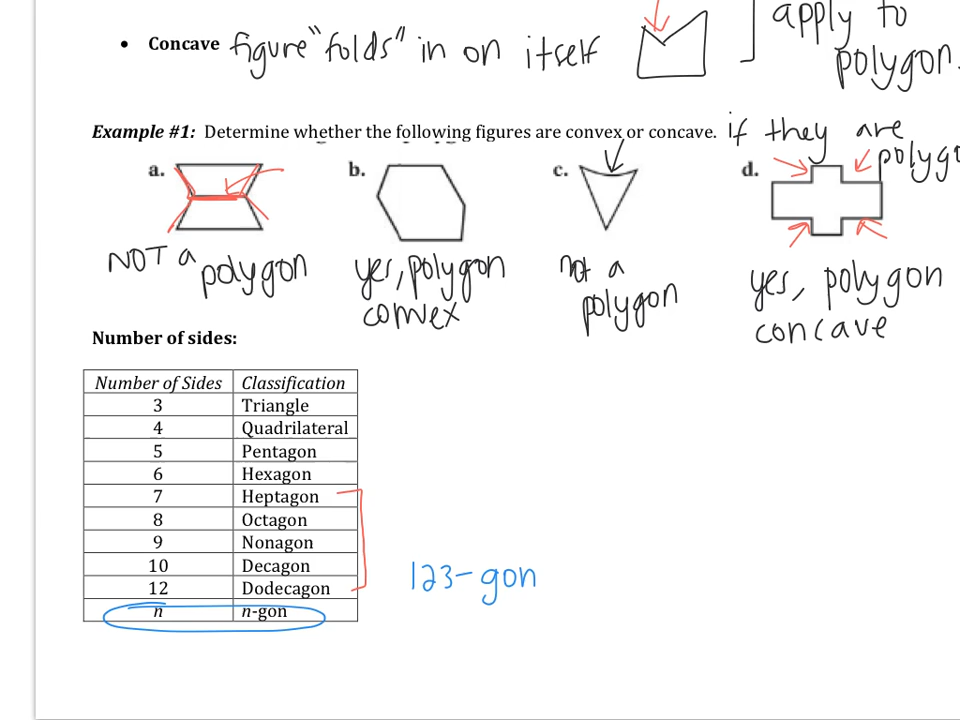 apply to
• Concave figure "folds" in on itself
polygon.
Example #1: Determine whether the following figures are convex or concave. if they are
polygo
a. b. c. d.
NOT a polygon
yes, polygon
convex
not a
polygon
yes, polygon
concave
Number of sides:
Number of Sides Classification
3 Triangle
4 Quadrilateral
5 Pentagon
6 Hexagon
7 Heptagon
8 Octagon
9 Nonagon
10 Decagon
12 Dodecagon
n n-gon
123-gon